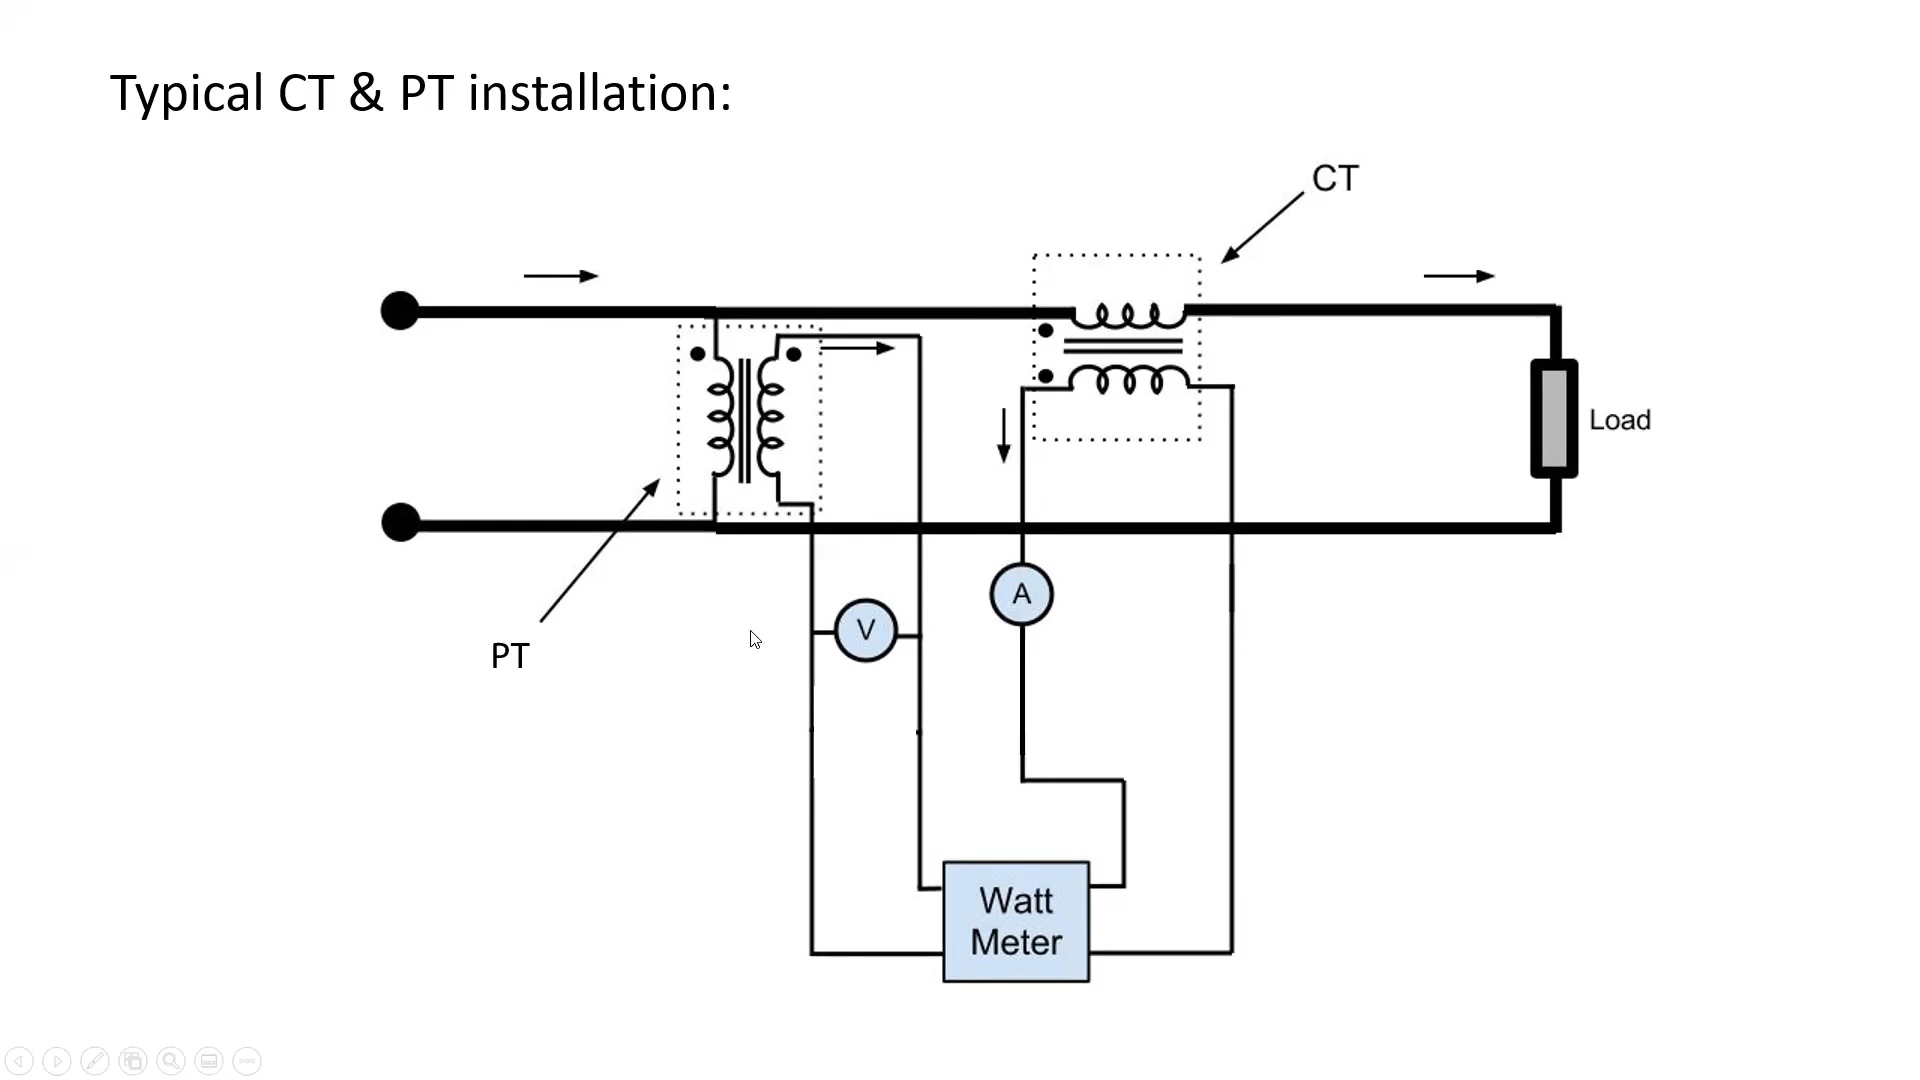 Typical CT & PT installation:
CT
Load
A
V
PT
Watt
Meter